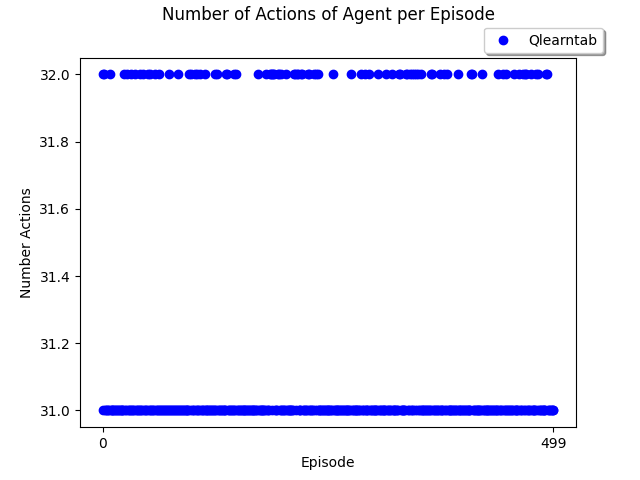 Number of Actions of Agent per Episode
Qlearntab
32.0
31.8
31.6
31.4
31.2
31.0
Number Actions
0
499
Episode